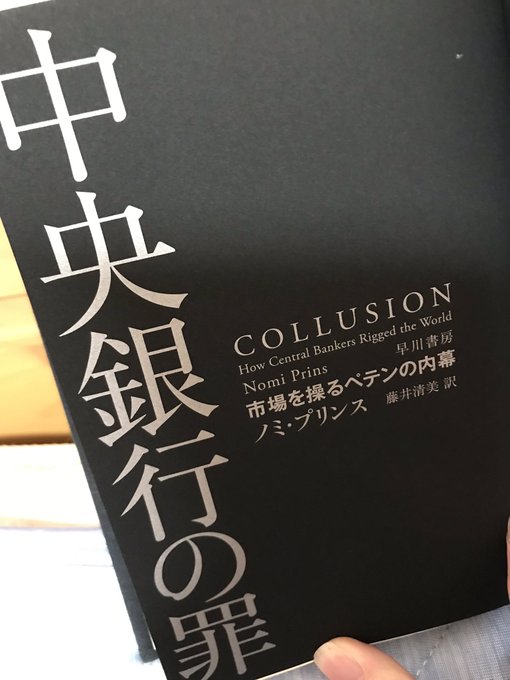 中央銀行の罪
COLLUSION
How Central Bankers Rigged the World
Nomi Prins
早川書房
市場を操るペテンの内幕
ノミ・プリンス
藤井清美 訳